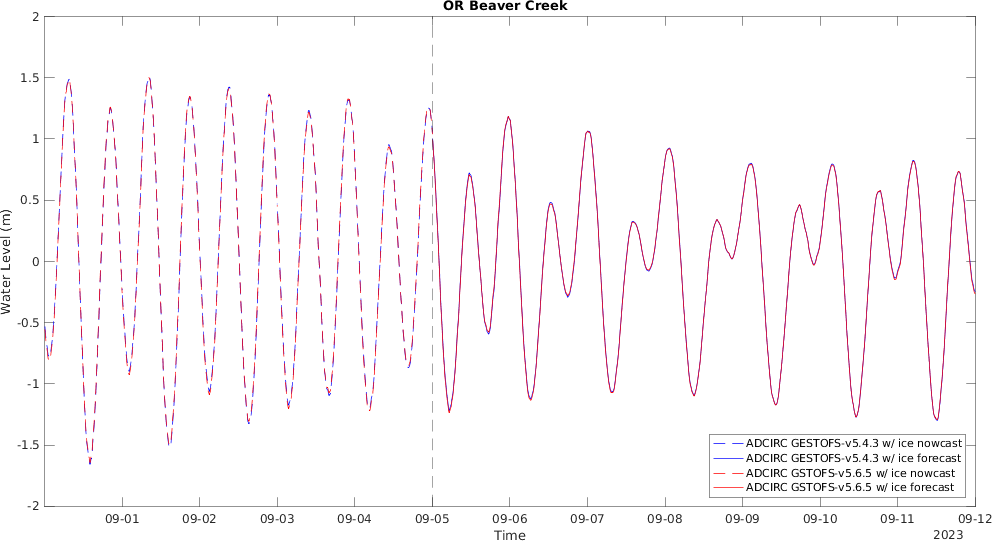 OR Beaver Creek
2
1.5
1
0.5
0
-0.5
-1
-1.5
-2
Water Level (m)
ADCIRC GESTOFS-v5.4.3 w/ ice nowcast
ADCIRC GESTOFS-v5.4.3 w/ ice forecast
ADCIRC GSTOFS-v5.6.5 w/ ice nowcast
ADCIRC GSTOFS-v5.6.5 w/ ice forecast
09-01 09-02 09-03 09-04 09-05 09-06 09-07 09-08 09-09 09-10 09-11 09-12
Time
2023